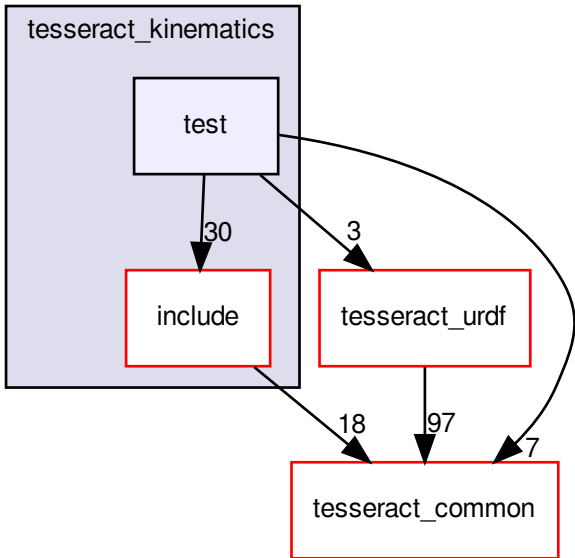 tesseract_kinematics
test
30
3
include
tesseract_urdf
18
97
7
tesseract_common